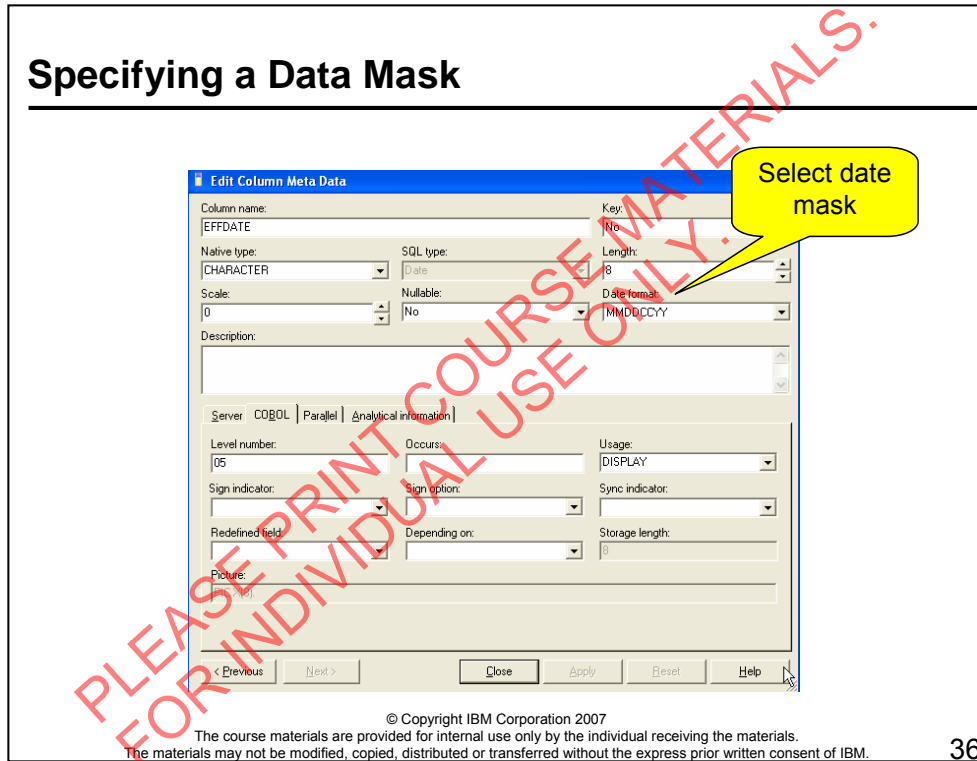 Specifying a Data Mask
PLEASE PRINT COURSE MATERIALS.
FOR INDIVIDUAL USE ONLY.
Select date
mask
Edit Column Meta Data
Column name:
Key:
EFFDATE
No
Native type:
SQL type:
Length:
CHARACTER
Date
8
Scale:
Nullable:
Date format:
0
No
MMDDCCYY
Description:
Server
COBOL
Parallel
Analytical information
Level number:
Occurs:
Usage:
05
DISPLAY
Sign indicator:
Sign option:
Sync indicator:
Redefined field:
Depending on:
Storage length:
8
Picture:
PIC X(8).
< Previous
Next >
Close
Apply
Reset
Help
© Copyright IBM Corporation 2007
The course materials are provided for internal use only by the individual receiving the materials.
The materials may not be modified, copied, distributed or transferred without the express prior written consent of IBM.
36